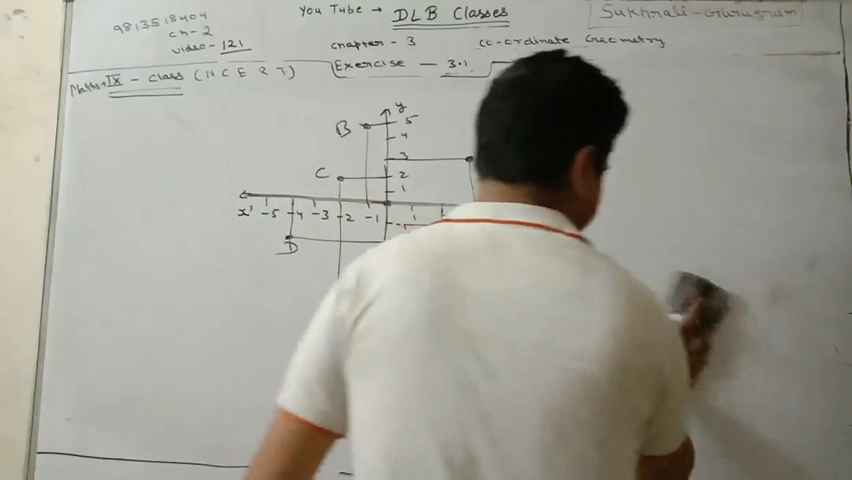 9813518404
You Tube → DLB Classes
Sukhrali-Gurugram
Ch-2
Video-121
Chapter-3 Co-ordinate Geometry
Exercise — 3.1
Maths IX - Class (N C E R T)
y
B 5
4
3
C 2
1
x' -5 -4 -3 -2 -1 1
D